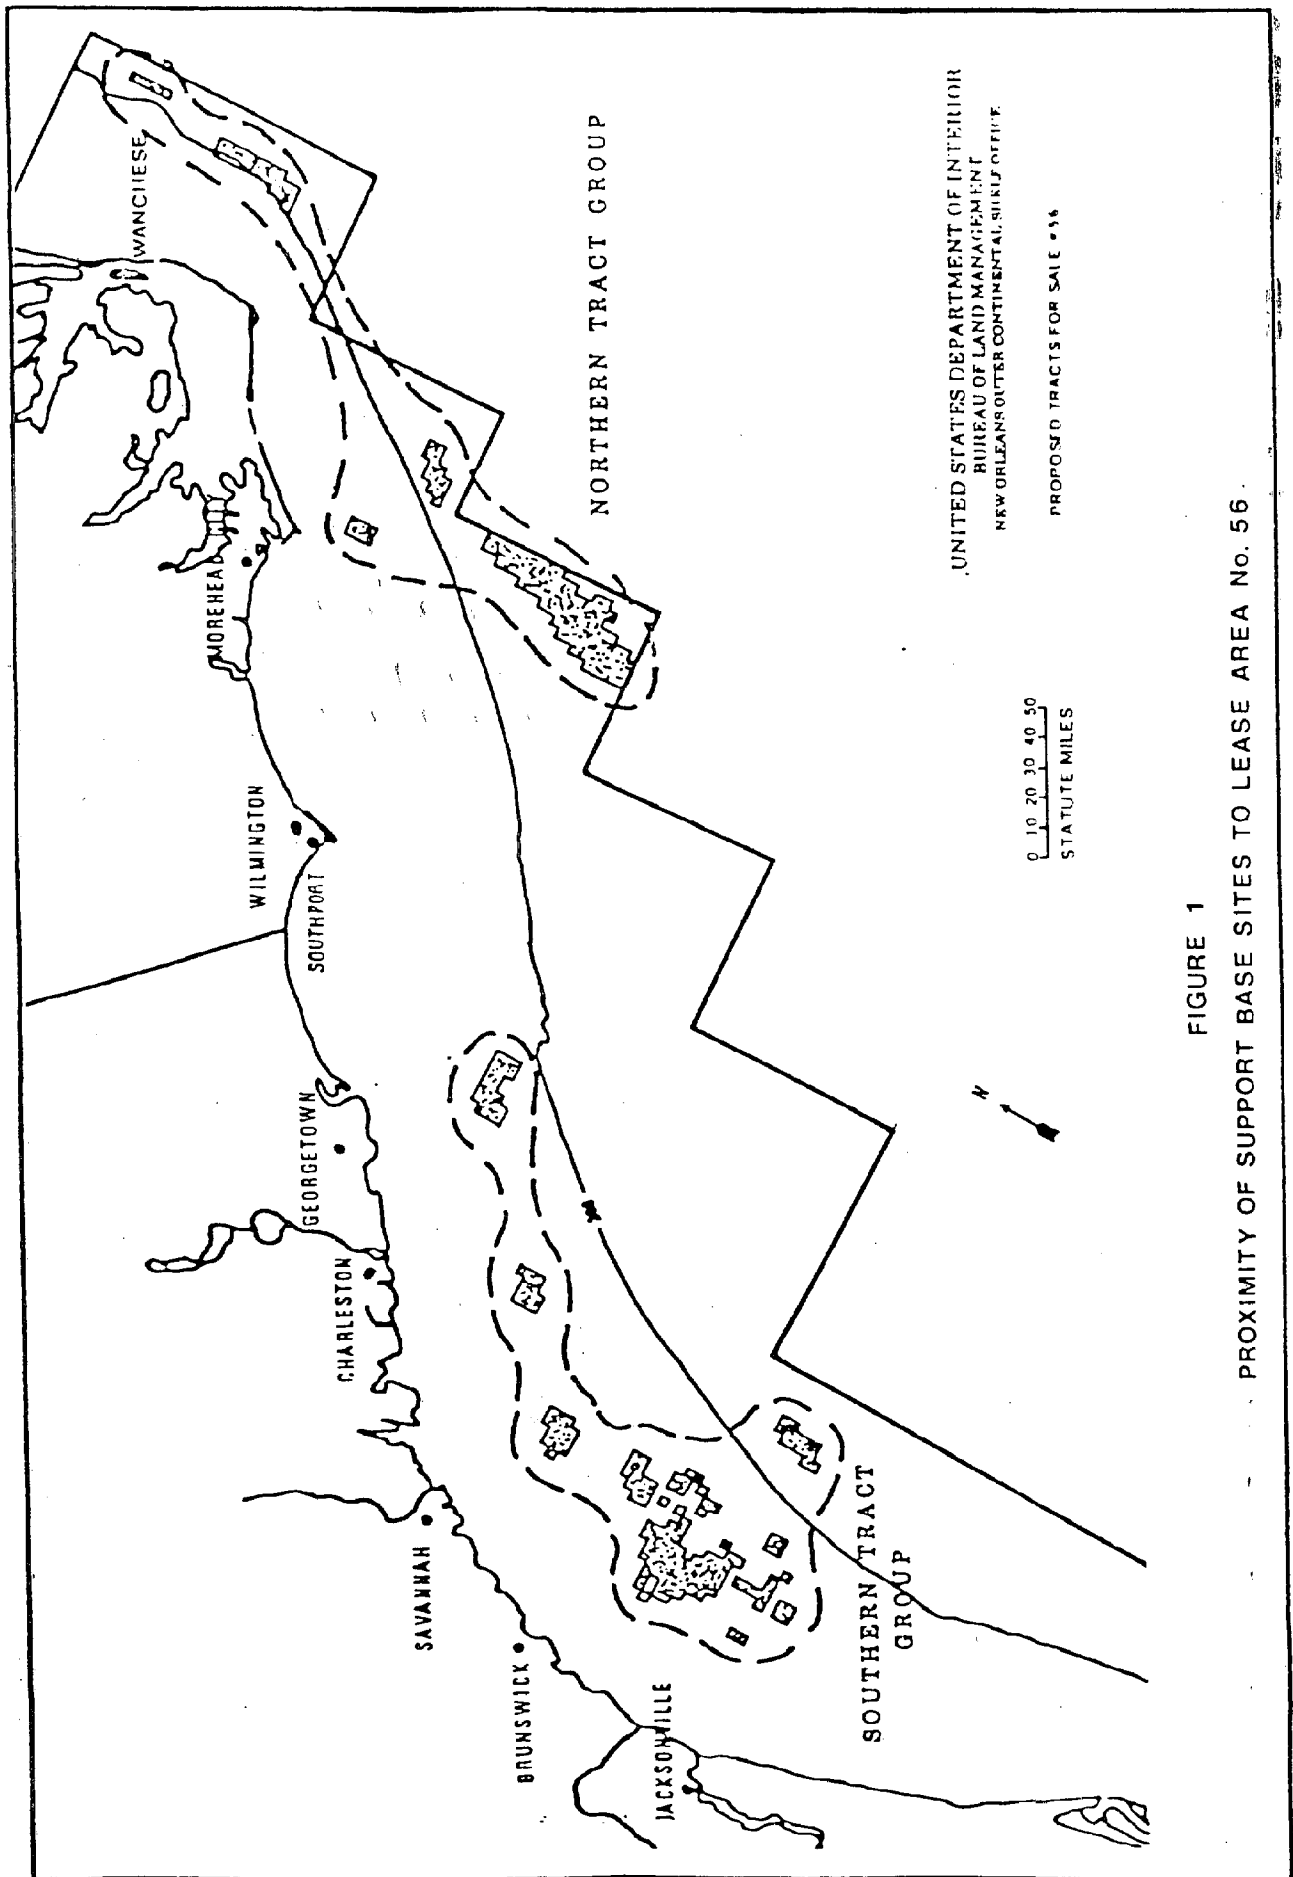 WANCHESE
MOREHEAD
WILMINGTON
SOUTHPORT
GEORGETOWN
CHARLESTON
SAVANNAH
BRUNSWICK
JACKSONVILLE
NORTHERN TRACT GROUP
SOUTHERN TRACT
GROUP
UNITED STATES DEPARTMENT OF INTERIOR
BUREAU OF LAND MANAGEMENT
NEW ORLEANS OUTER CONTINENTAL SHELF OFFICE
PROPOSED TRACTS FOR SALE #56
0 10 20 30 40 50
STATUTE MILES
N
FIGURE 1
PROXIMITY OF SUPPORT BASE SITES TO LEASE AREA No. 56